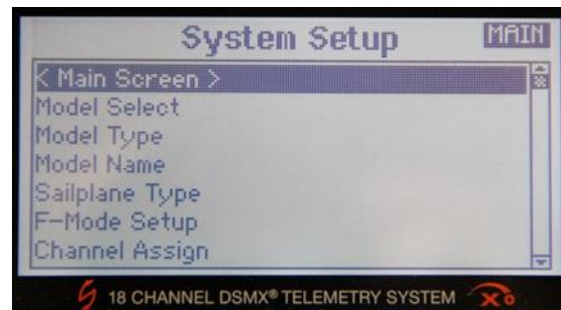 System Setup
MAIN
< Main Screen >
Model Select
Model Type
Model Name
Sailplane Type
F-Mode Setup
Channel Assign
18 CHANNEL DSMX® TELEMETRY SYSTEM